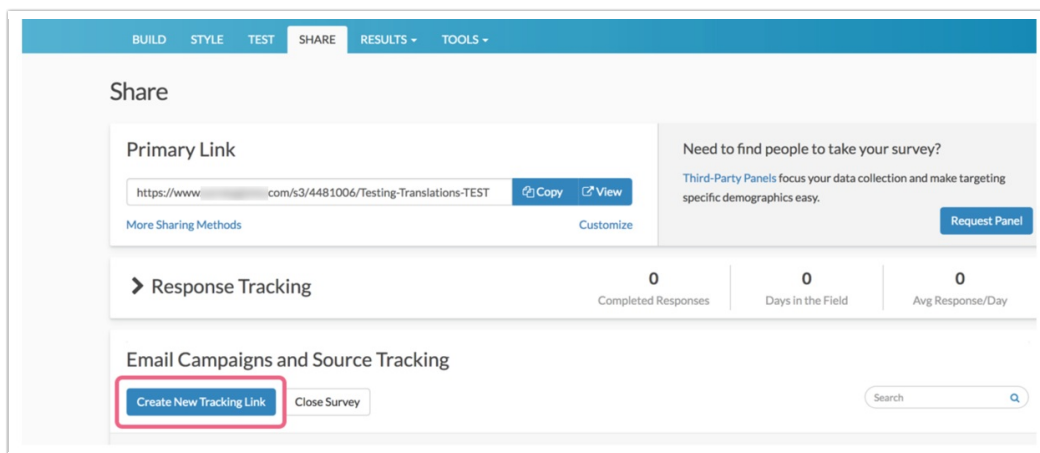 BUILD STYLE TEST SHARE RESULTS TOOLS
Share
Primary Link
https://www com/s3/4481006/Testing-Translations-TEST Copy View
More Sharing Methods Customize
Need to find people to take your survey?
Third-Party Panels focus your data collection and make targeting
specific demographics easy.
Request Panel
Response Tracking
0 Completed Responses
0 Days in the Field
0 Avg Response/Day
Email Campaigns and Source Tracking
Create New Tracking Link Close Survey Search